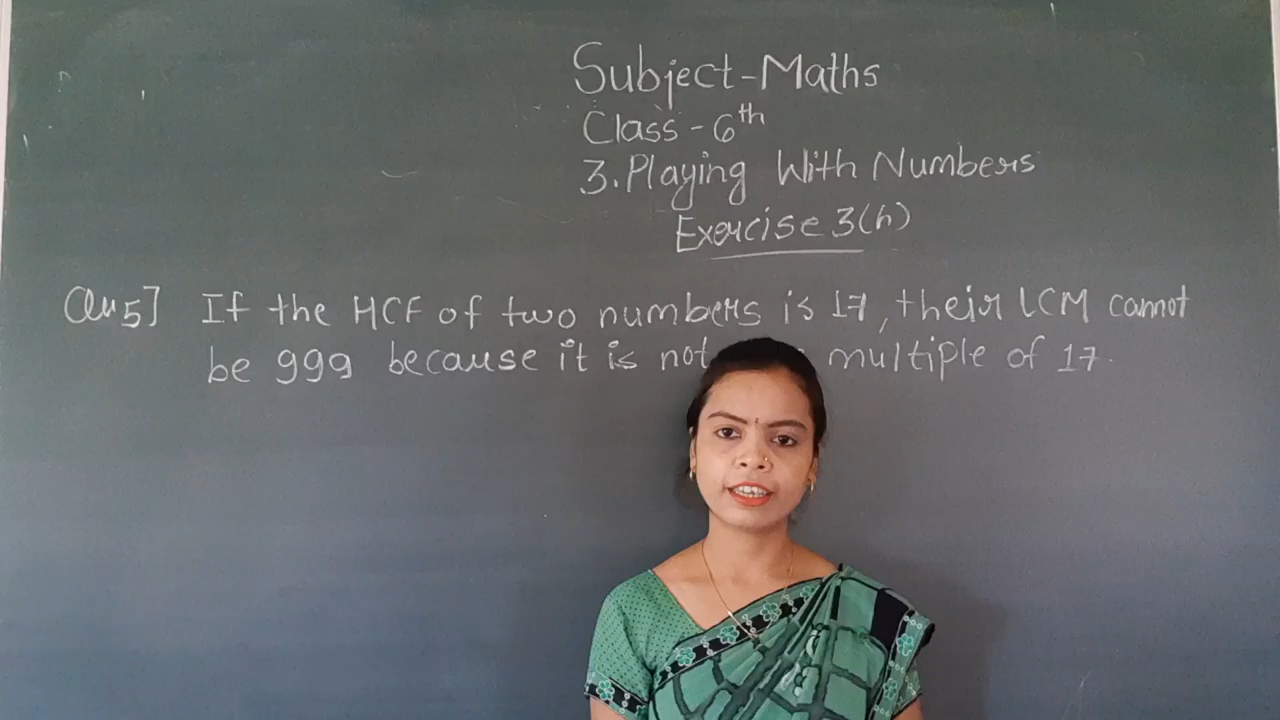 Subject-Maths
Class-6th
3. Playing With Numbers
Exercise 3(h)
Qu5] If the HCF of two numbers is 17, their LCM cannot
be 999 because it is not multiple of 17.